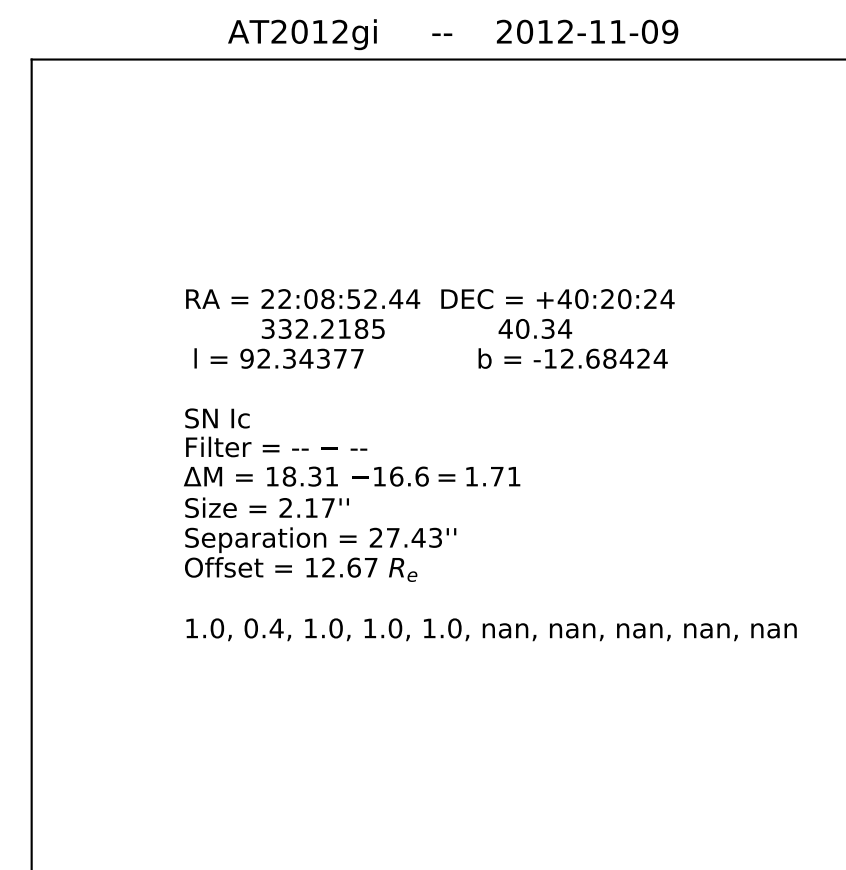 AT2012gi -- 2012-11-09
RA = 22:08:52.44 DEC = +40:20:24
332.2185 40.34
l = 92.34377 b = -12.68424
SN Ic
Filter = -- − --
ΔM = 18.31 −16.6 = 1.71
Size = 2.17''
Separation = 27.43''
Offset = 12.67 Rₑ
1.0, 0.4, 1.0, 1.0, 1.0, nan, nan, nan, nan, nan